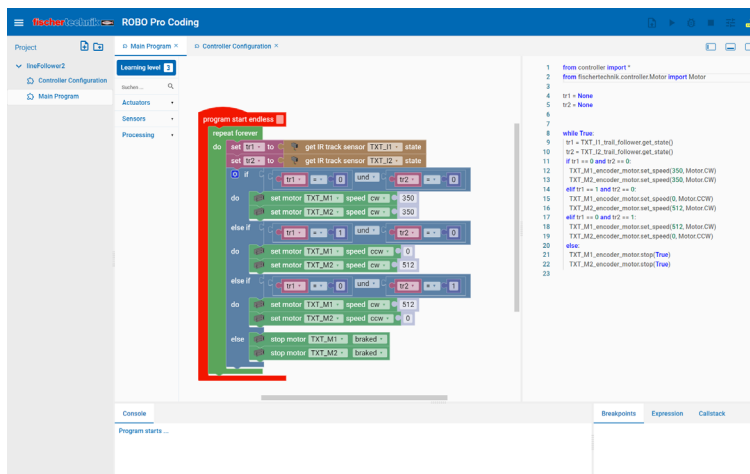 fischertechnik ROBO Pro Coding
Project
Main Program ×
Controller Configuration ×
lineFollower2
Controller Configuration
Main Program
Learning level 3
Suchen ...
Actuators
Sensors
Processing
program start endless
repeat forever
do set tr1 to get IR track sensor TXT_I1 state
set tr2 to get IR track sensor TXT_I2 state
if tr1 = 0 und tr2 = 0
do set motor TXT_M1 speed cw 350
set motor TXT_M2 speed cw 350
else if tr1 = 1 und tr2 = 0
do set motor TXT_M1 speed ccw 0
set motor TXT_M2 speed cw 512
else if tr1 = 0 und tr2 = 1
do set motor TXT_M1 speed cw 512
set motor TXT_M2 speed ccw 0
else stop motor TXT_M1 braked
stop motor TXT_M2 braked
1 from controller import *
2 from fischertechnik.controller.Motor import Motor
3
4 tr1 = None
5 tr2 = None
6
7
8 while True:
9 tr1 = TXT_I1_trail_follower.get_state()
10 tr2 = TXT_I2_trail_follower.get_state()
11 if tr1 == 0 and tr2 == 0:
12 TXT_M1_encoder_motor.set_speed(350, Motor.CW)
13 TXT_M2_encoder_motor.set_speed(350, Motor.CW)
14 elif tr1 == 1 and tr2 == 0:
15 TXT_M1_encoder_motor.set_speed(0, Motor.CCW)
16 TXT_M2_encoder_motor.set_speed(512, Motor.CW)
17 elif tr1 == 0 and tr2 == 1:
18 TXT_M1_encoder_motor.set_speed(512, Motor.CW)
19 TXT_M2_encoder_motor.set_speed(0, Motor.CCW)
20 else:
21 TXT_M1_encoder_motor.stop(True)
22 TXT_M2_encoder_motor.stop(True)
23
Console
Program starts ...
Breakpoints Expression Callstack